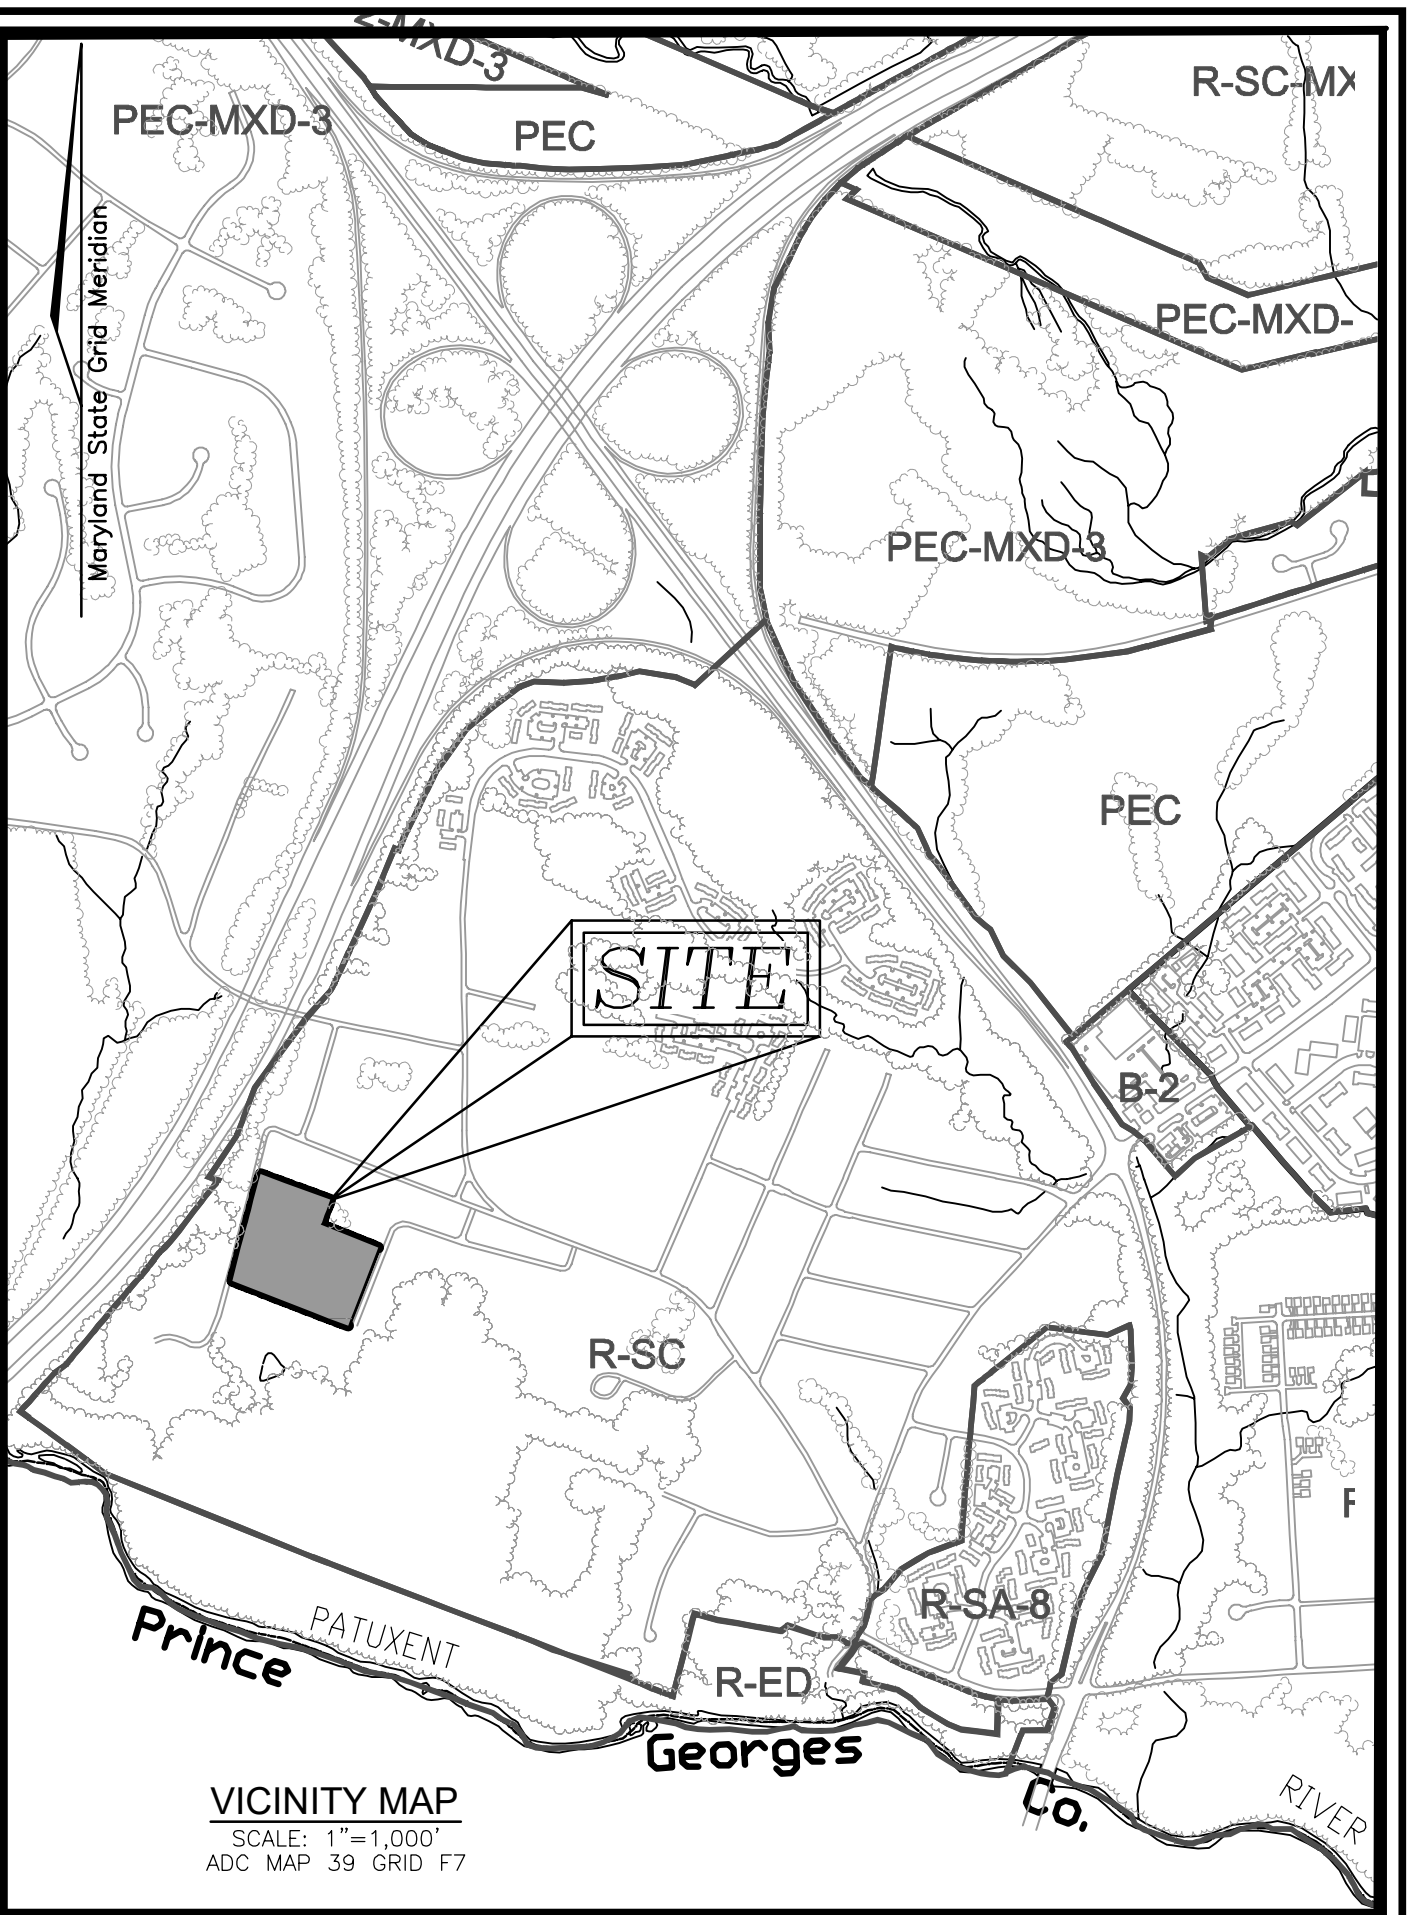 Z-MXD-3
R-SC-MX
PEC-MXD-3
PEC
Maryland State Grid Meridian
PEC-MXD-
PEC-MXD-3
PEC
SITE
B-2
R-SC
R-SA-8
R-ED
Prince
PATUXENT
Georges
Co.
RIVER
VICINITY MAP
SCALE: 1"=1,000'
ADC MAP 39 GRID F7